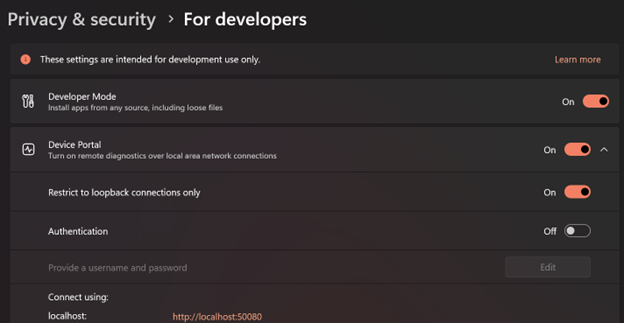 Privacy & security > For developers
These settings are intended for development use only. Learn more
Developer Mode
Install apps from any source, including loose files
On
Device Portal
Turn on remote diagnostics over local area network connections
On
Restrict to loopback connections only On
Authentication Off
Provide a username and password Edit
Connect using:
localhost: http://localhost:50080